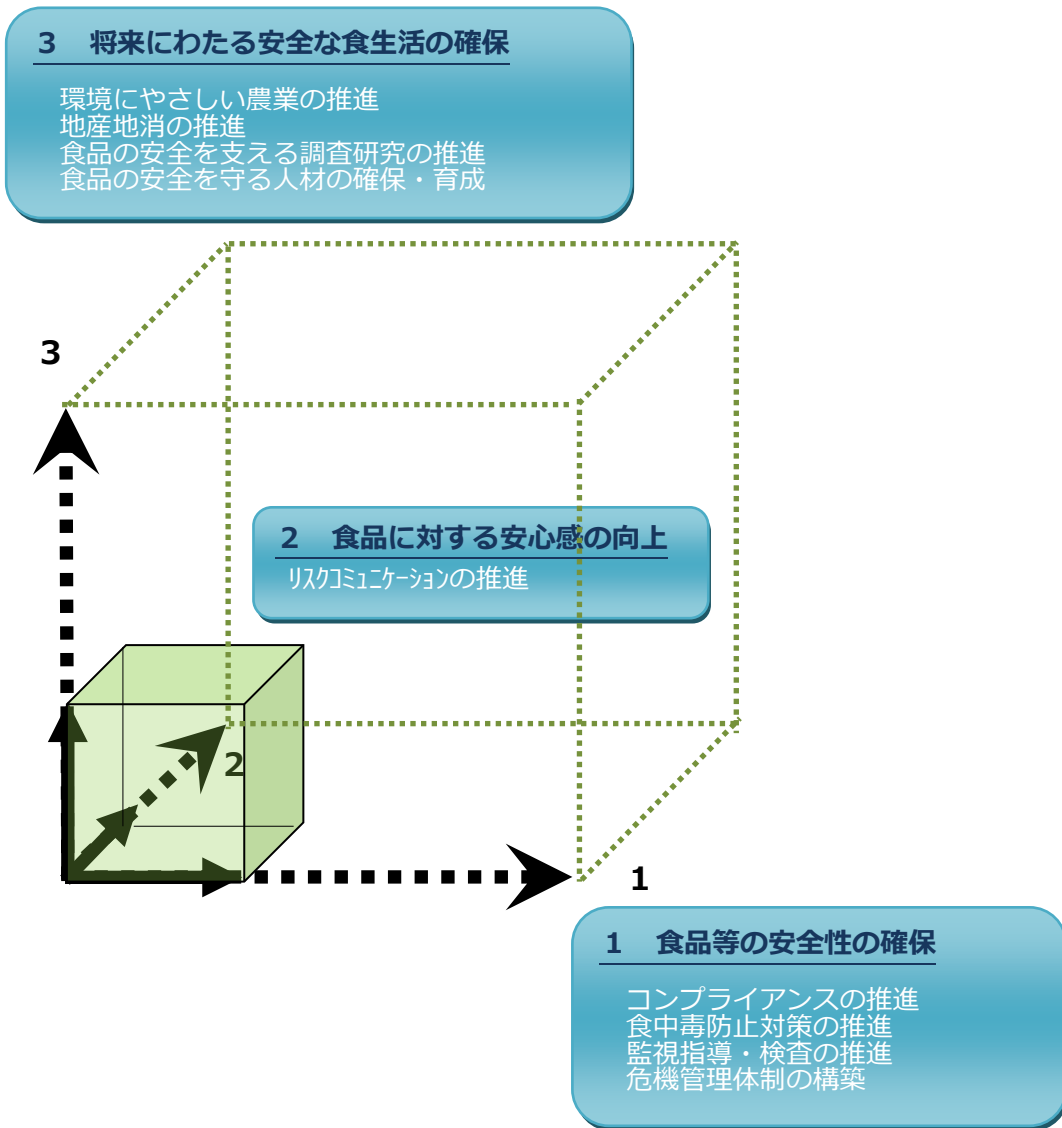 3　将来にわたる安全な食生活の確保
環境にやさしい農業の推進
地産地消の推進
食品の安全を支える調査研究の推進
食品の安全を守る人材の確保・育成
3
2　食品に対する安心感の向上
ﾘｽｸｺﾐｭﾆｹｰｼｮﾝの推進
2
1
1　食品等の安全性の確保
コンプライアンスの推進
食中毒防止対策の推進
監視指導・検査の推進
危機管理体制の構築